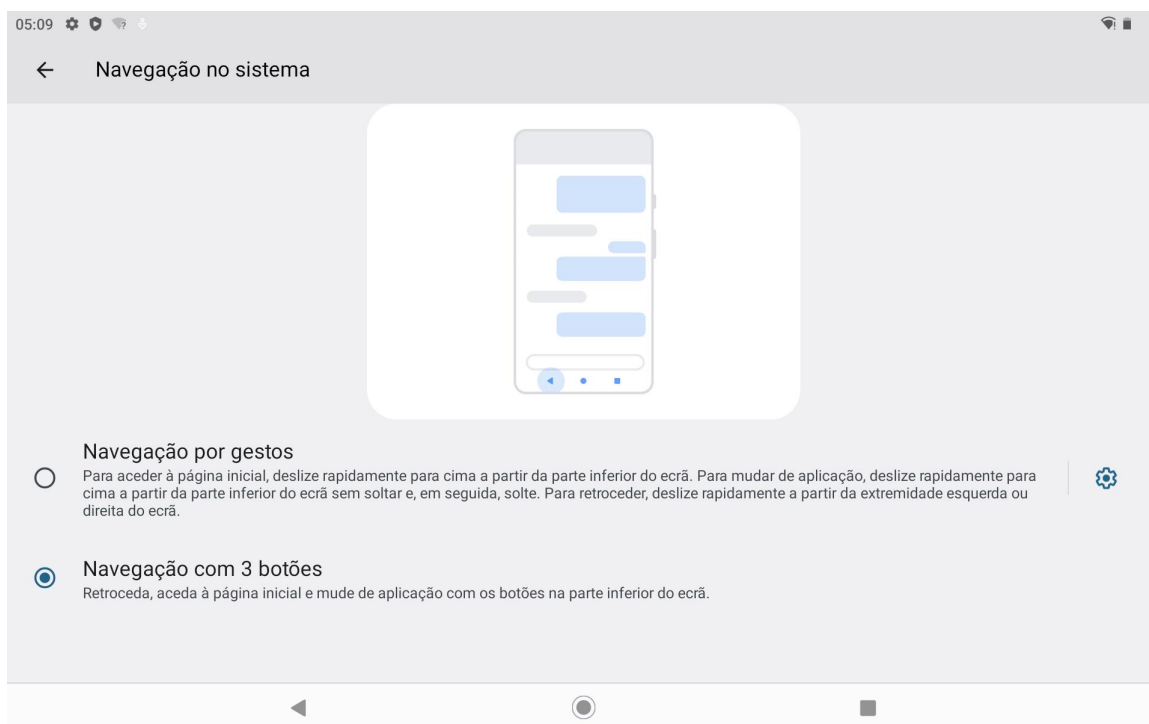 05:09
Navegação no sistema
Navegação por gestos
Para aceder à página inicial, deslize rapidamente para cima a partir da parte inferior do ecrã. Para mudar de aplicação, deslize rapidamente para
cima a partir da parte inferior do ecrã sem soltar e, em seguida, solte. Para retroceder, deslize rapidamente a partir da extremidade esquerda ou
direita do ecrã.
Navegação com 3 botões
Retroceda, aceda à página inicial e mude de aplicação com os botões na parte inferior do ecrã.